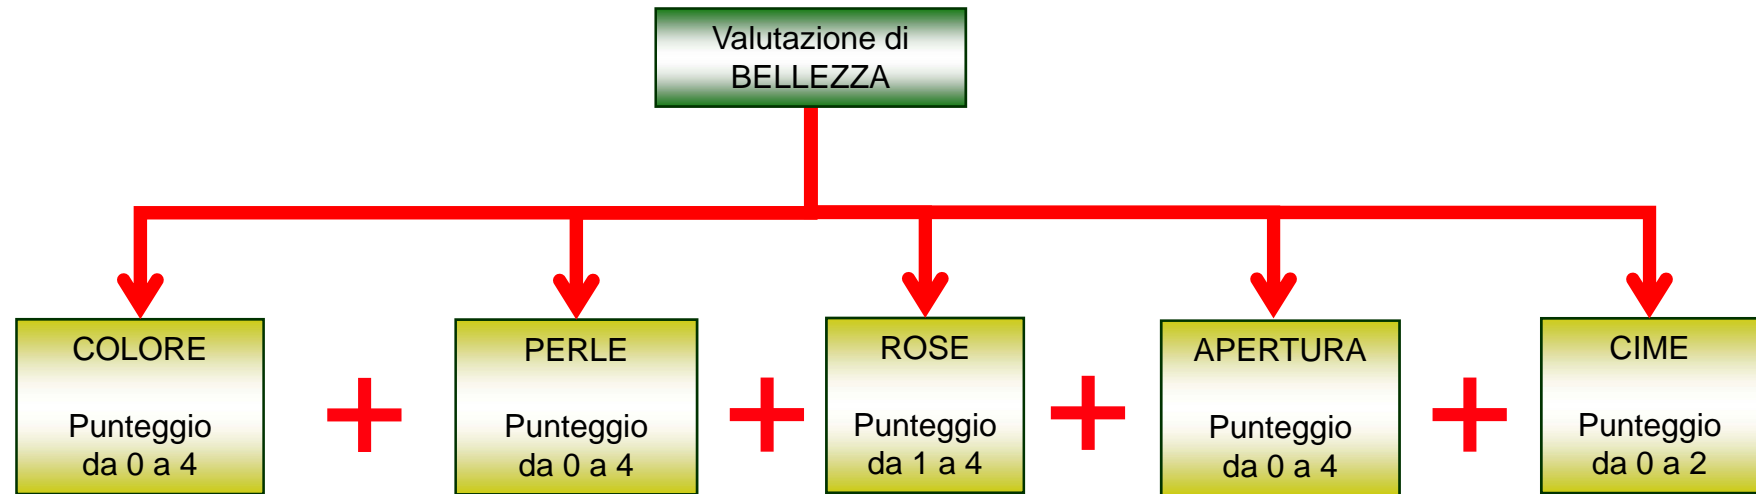 Valutazione di
BELLEZZA
COLORE
Punteggio
da 0 a 4
+
PERLE
Punteggio
da 0 a 4
+
ROSE
Punteggio
da 1 a 4
+
APERTURA
Punteggio
da 0 a 4
+
CIME
Punteggio
da 0 a 2